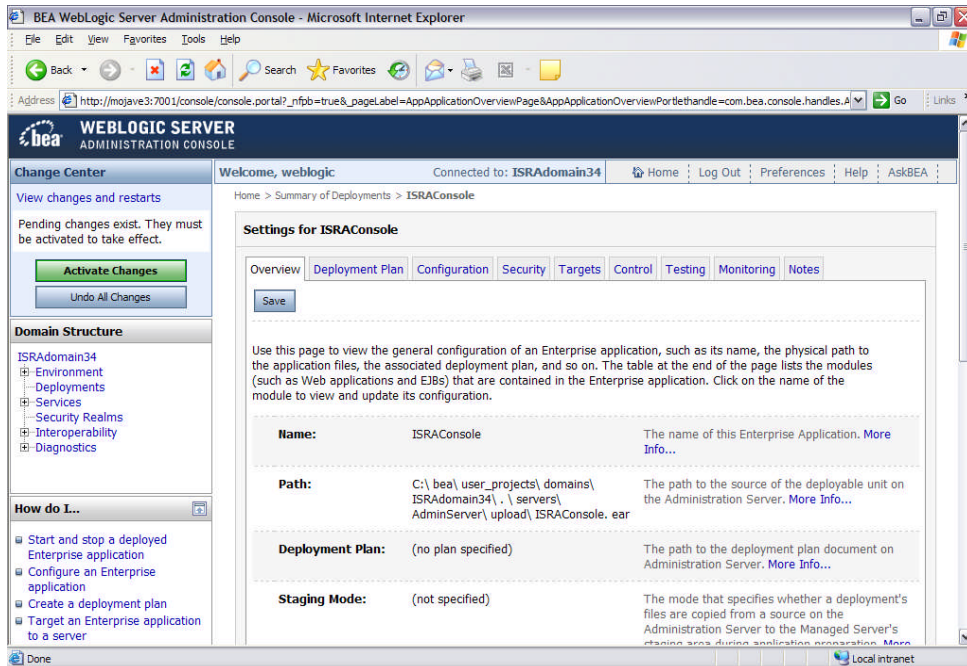 BEA WebLogic Server Administration Console - Microsoft Internet Explorer
File Edit View Favorites Tools Help
Back Search Favorites
Address http://mojave3:7001/console/console.portal?_nfpb=true&_pageLabel=AppApplicationOverviewPage&AppApplicationOverviewPortlethandle=com.bea.console.handles.A Go Links
bea WEBLOGIC SERVER
ADMINISTRATION CONSOLE
Change Center
View changes and restarts
Pending changes exist. They must
be activated to take effect.
Activate Changes
Undo All Changes
Domain Structure
ISRAdomain34
Environment
Deployments
Services
Security Realms
Interoperability
Diagnostics
How do I...
Start and stop a deployed
Enterprise application
Configure an Enterprise
application
Create a deployment plan
Target an Enterprise application
to a server
Welcome, weblogic Connected to: ISRAdomain34 Home Log Out Preferences Help AskBEA
Home > Summary of Deployments > ISRAConsole
Settings for ISRAConsole
Overview Deployment Plan Configuration Security Targets Control Testing Monitoring Notes
Save
Use this page to view the general configuration of an Enterprise application, such as its name, the physical path to
the application files, the associated deployment plan, and so on. The table at the end of the page lists the modules
(such as Web applications and EJBs) that are contained in the Enterprise application. Click on the name of the
module to view and update its configuration.
Name: ISRAConsole The name of this Enterprise Application. More
Info...
Path: C:\ bea\ user_projects\ domains\ The path to the source of the deployable unit on
ISRAdomain34\ . \ servers\ the Administration Server. More Info...
AdminServer\ upload\ ISRAConsole. ear
Deployment Plan: (no plan specified) The path to the deployment plan document on
Administration Server. More Info...
Staging Mode: (not specified) The mode that specifies whether a deployment's
files are copied from a source on the
Administration Server to the Managed Server's
staging area during application preparation. More
Done Local intranet